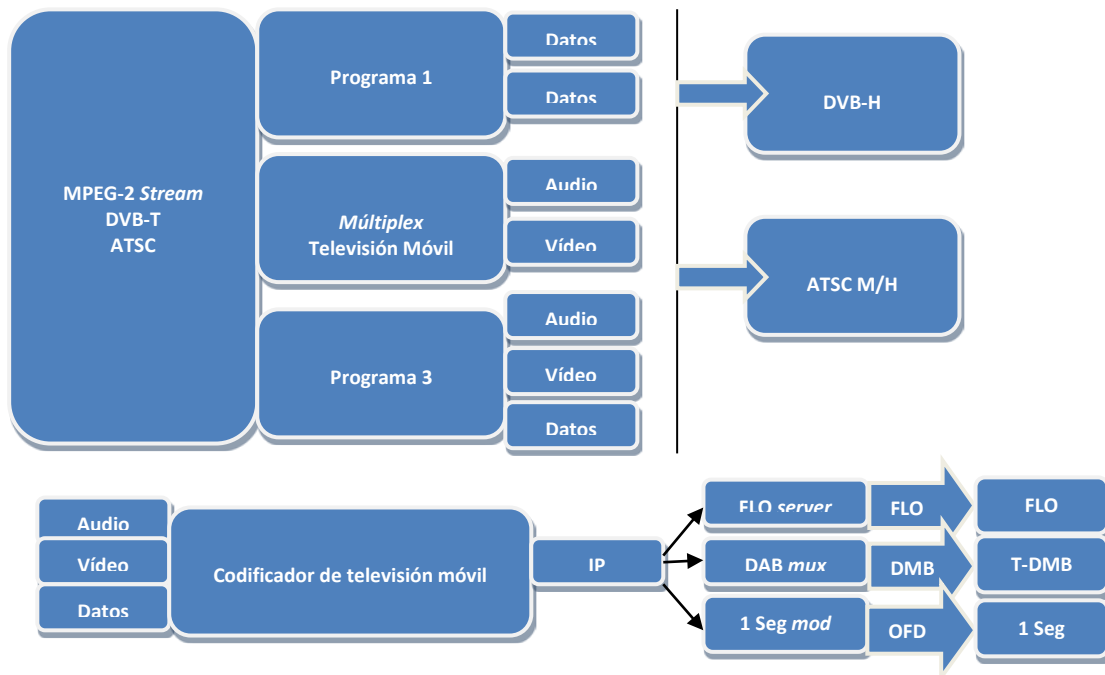 MPEG-2 Stream
DVB-T
ATSC
Programa 1
Datos
Datos
Múltiplex
Televisión Móvil
Audio
Vídeo
Programa 3
Audio
Vídeo
Datos
DVB-H
ATSC M/H
Audio
Vídeo
Datos
Codificador de televisión móvil
IP
FLO server
FLO
FLO
DAB mux
DMB
T-DMB
1 Seg mod
OFD
1 Seg